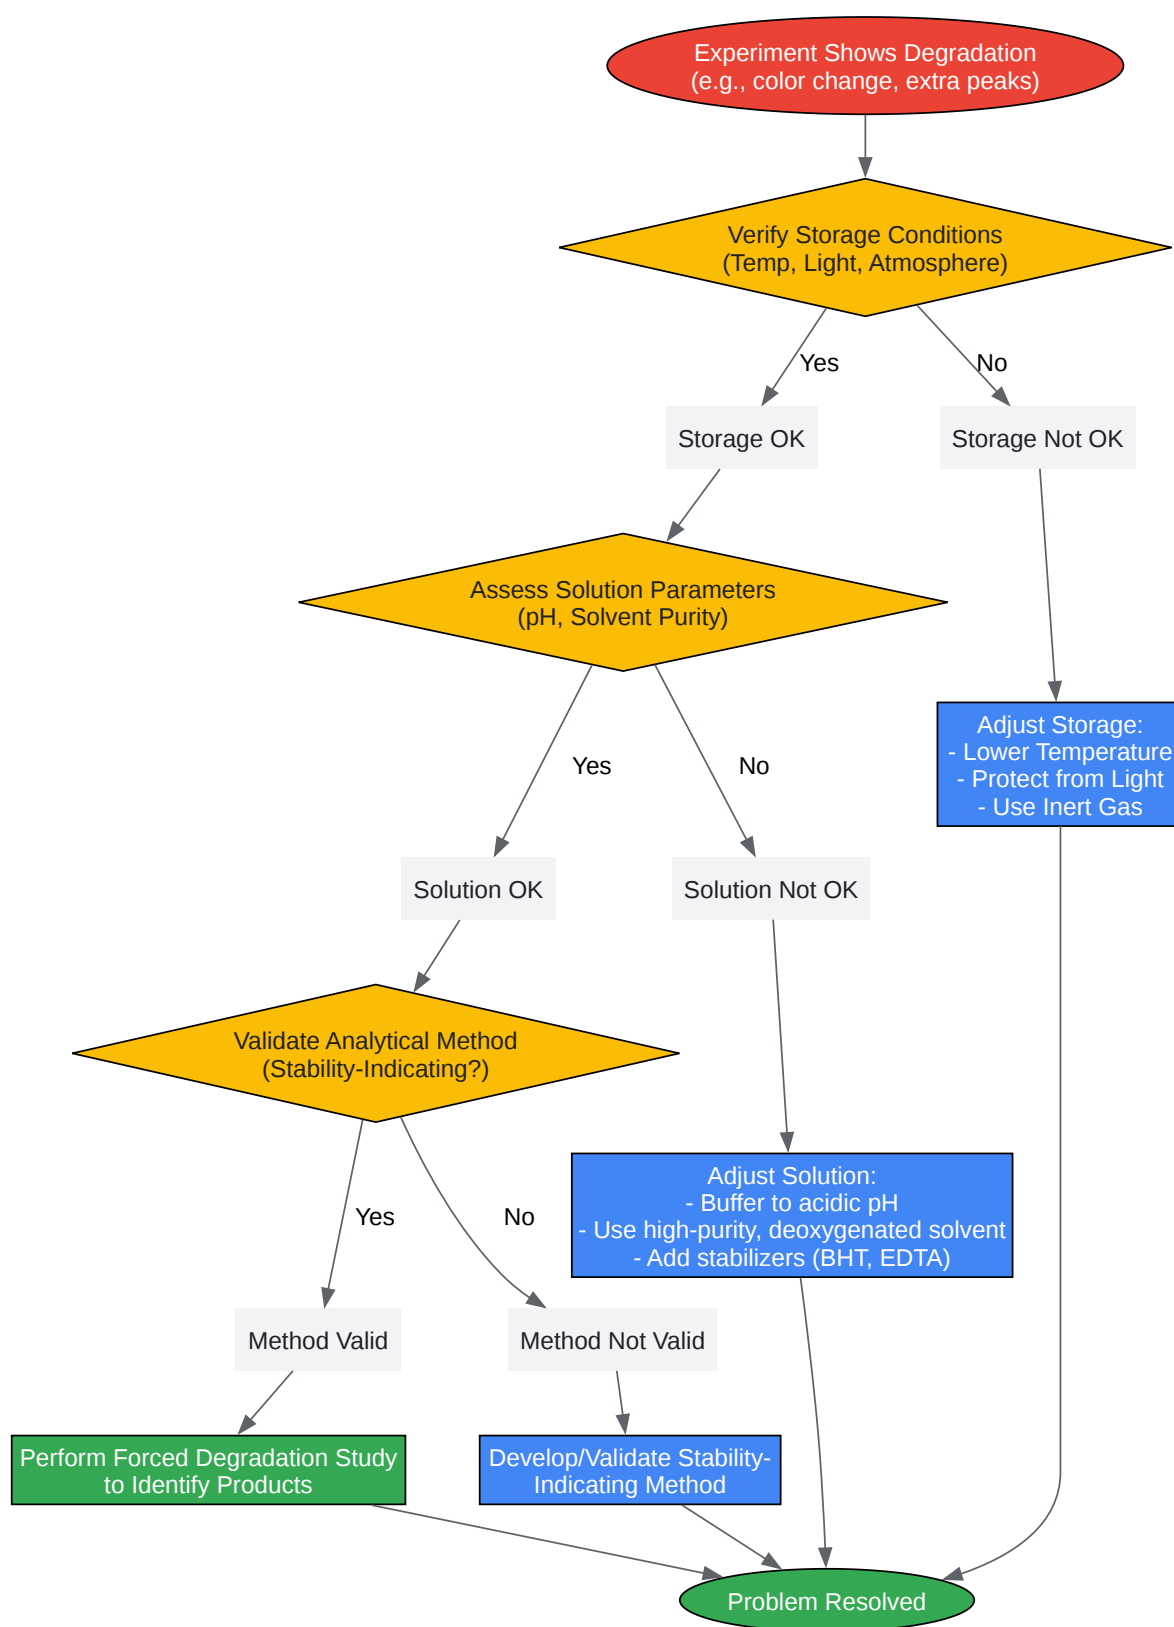 Experiment Shows Degradation
(e.g., color change, extra peaks)
Verify Storage Conditions
(Temp, Light, Atmosphere)
Yes
No
Storage OK
Storage Not OK
Assess Solution Parameters
(pH, Solvent Purity)
Adjust Storage:
- Lower Temperature
- Protect from Light
- Use Inert Gas
Yes
No
Solution OK
Solution Not OK
Validate Analytical Method
(Stability-Indicating?)
Adjust Solution:
- Buffer to acidic pH
- Use high-purity, deoxygenated solvent
- Add stabilizers (BHT, EDTA)
Yes
No
Method Valid
Method Not Valid
Perform Forced Degradation Study
to Identify Products
Develop/Validate Stability-
Indicating Method
Problem Resolved